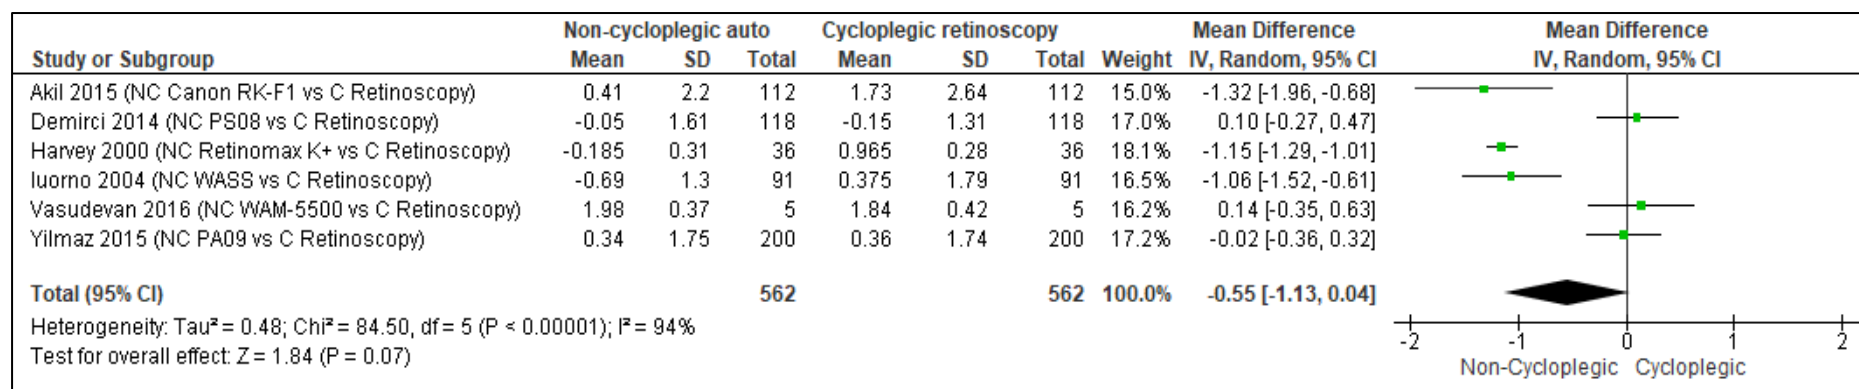 Non-cycloplegic auto Cycloplegic retinoscopy Mean Difference Mean Difference
Study or Subgroup Mean SD Total Mean SD Total Weight IV, Random, 95% CI IV, Random, 95% CI
Akil 2015 (NC Canon RK-F1 vs C Retinoscopy) 0.41 2.2 112 1.73 2.64 112 15.0% -1.32 [-1.96, -0.68]
Demirci 2014 (NC PS08 vs C Retinoscopy) -0.05 1.61 118 -0.15 1.31 118 17.0% 0.10 [-0.27, 0.47]
Harvey 2000 (NC Retinomax K+ vs C Retinoscopy) -0.185 0.31 36 0.965 0.28 36 18.1% -1.15 [-1.29, -1.01]
Iuorno 2004 (NC WASS vs C Retinoscopy) -0.69 1.3 91 0.375 1.79 91 16.5% -1.06 [-1.52, -0.61]
Vasudevan 2016 (NC WAM-5500 vs C Retinoscopy) 1.98 0.37 5 1.84 0.42 5 16.2% 0.14 [-0.35, 0.63]
Yilmaz 2015 (NC PA09 vs C Retinoscopy) 0.34 1.75 200 0.36 1.74 200 17.2% -0.02 [-0.36, 0.32]
Total (95% CI) 562 562 100.0% -0.55 [-1.13, 0.04]
Heterogeneity: Tau² = 0.48; Chi² = 84.50, df = 5 (P < 0.00001); I² = 94%
Test for overall effect: Z = 1.84 (P = 0.07)
-2 -1 0 1 2
Non-Cycloplegic Cycloplegic